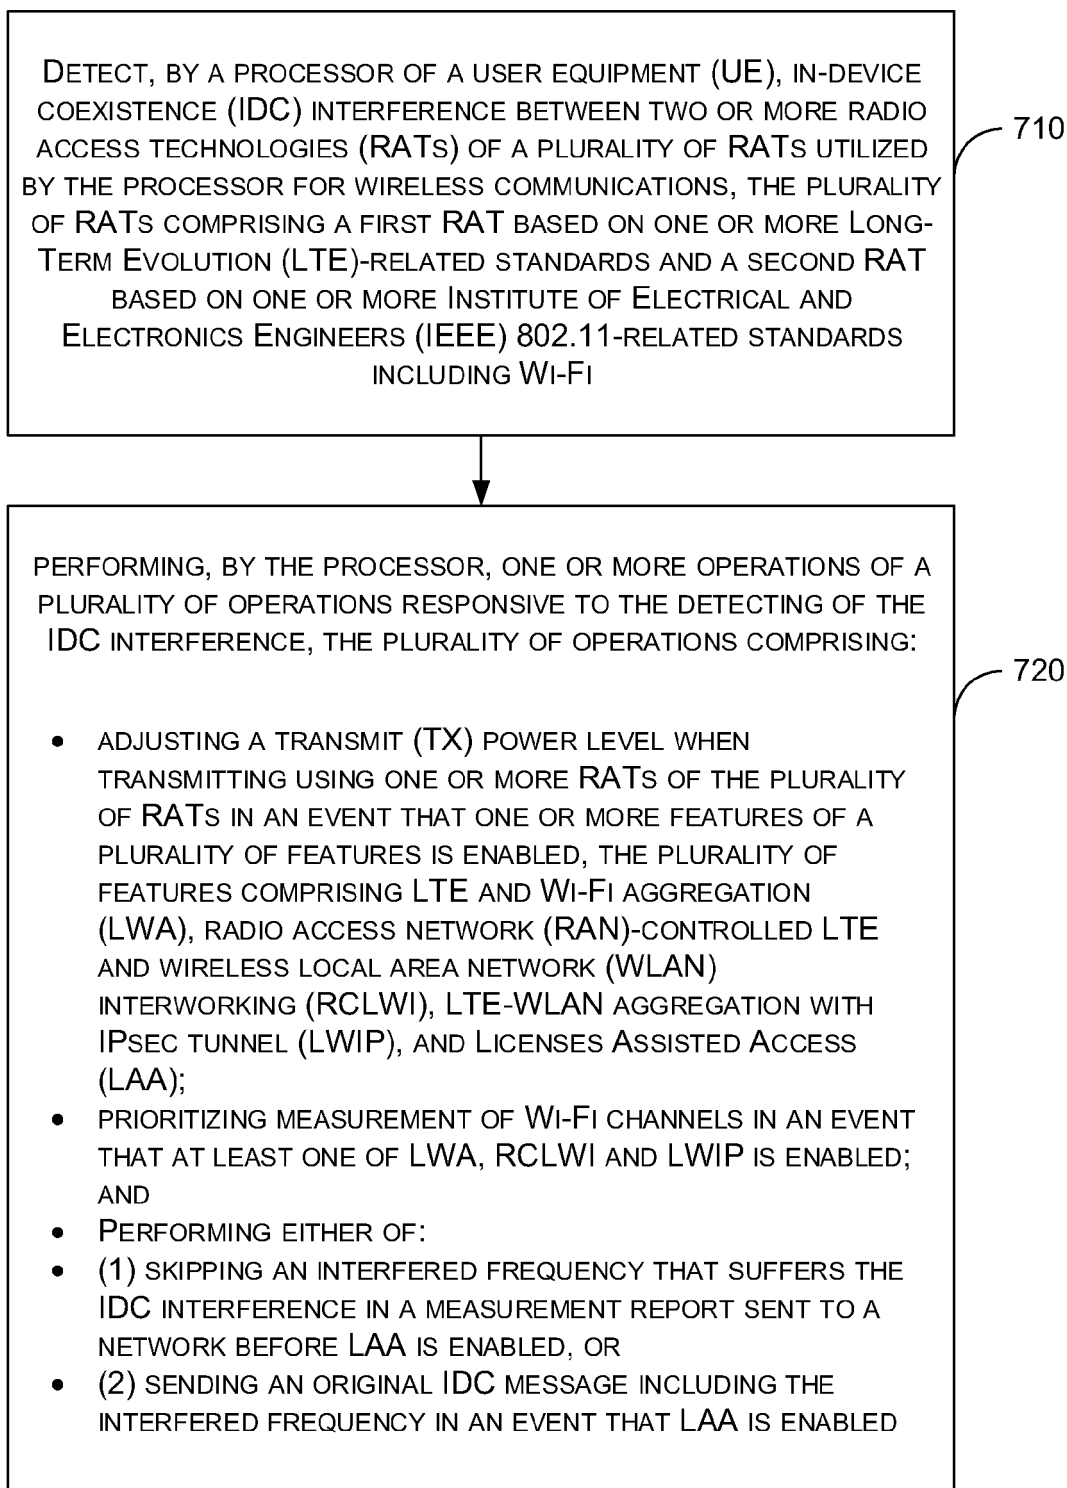 DETECT, BY A PROCESSOR OF A USER EQUIPMENT (UE), IN-DEVICE
COEXISTENCE (IDC) INTERFERENCE BETWEEN TWO OR MORE RADIO
ACCESS TECHNOLOGIES (RATS) OF A PLURALITY OF RATS UTILIZED
BY THE PROCESSOR FOR WIRELESS COMMUNICATIONS, THE PLURALITY
OF RATS COMPRISING A FIRST RAT BASED ON ONE OR MORE LONG-
TERM EVOLUTION (LTE)-RELATED STANDARDS AND A SECOND RAT
BASED ON ONE OR MORE INSTITUTE OF ELECTRICAL AND
ELECTRONICS ENGINEERS (IEEE) 802.11-RELATED STANDARDS
INCLUDING WI-FI
710
PERFORMING, BY THE PROCESSOR, ONE OR MORE OPERATIONS OF A
PLURALITY OF OPERATIONS RESPONSIVE TO THE DETECTING OF THE
IDC INTERFERENCE, THE PLURALITY OF OPERATIONS COMPRISING:
720
• ADJUSTING A TRANSMIT (TX) POWER LEVEL WHEN
TRANSMITTING USING ONE OR MORE RATS OF THE PLURALITY
OF RATS IN AN EVENT THAT ONE OR MORE FEATURES OF A
PLURALITY OF FEATURES IS ENABLED, THE PLURALITY OF
FEATURES COMPRISING LTE AND WI-FI AGGREGATION
(LWA), RADIO ACCESS NETWORK (RAN)-CONTROLLED LTE
AND WIRELESS LOCAL AREA NETWORK (WLAN)
INTERWORKING (RCLWI), LTE-WLAN AGGREGATION WITH
IPSEC TUNNEL (LWIP), AND LICENSES ASSISTED ACCESS
(LAA);
• PRIORITIZING MEASUREMENT OF WI-FI CHANNELS IN AN EVENT
THAT AT LEAST ONE OF LWA, RCLWI AND LWIP IS ENABLED;
AND
• PERFORMING EITHER OF:
• (1) SKIPPING AN INTERFERED FREQUENCY THAT SUFFERS THE
IDC INTERFERENCE IN A MEASUREMENT REPORT SENT TO A
NETWORK BEFORE LAA IS ENABLED, OR
• (2) SENDING AN ORIGINAL IDC MESSAGE INCLUDING THE
INTERFERED FREQUENCY IN AN EVENT THAT LAA IS ENABLED